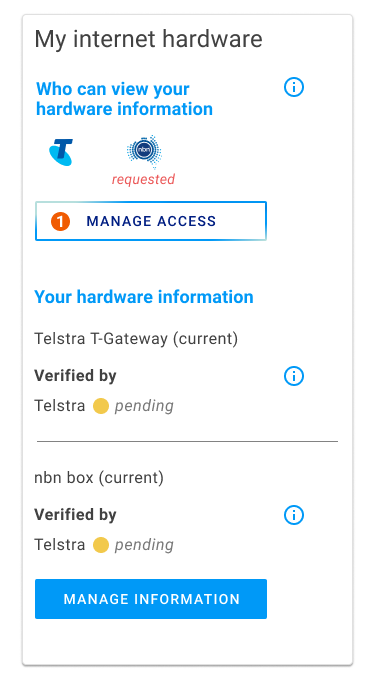 My internet hardware
Who can view your
hardware information
T
nbn
requested
1 MANAGE ACCESS
Your hardware information
Telstra T-Gateway (current)
Verified by
Telstra pending
nbn box (current)
Verified by
Telstra pending
MANAGE INFORMATION